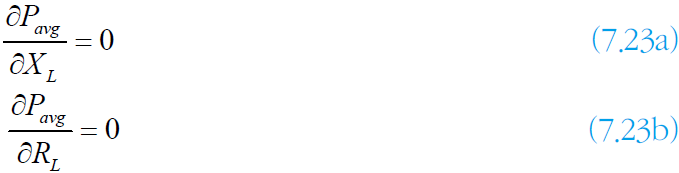 ∂P_avg/∂X_L = 0 (7.23a)
∂P_avg/∂R_L = 0 (7.23b)